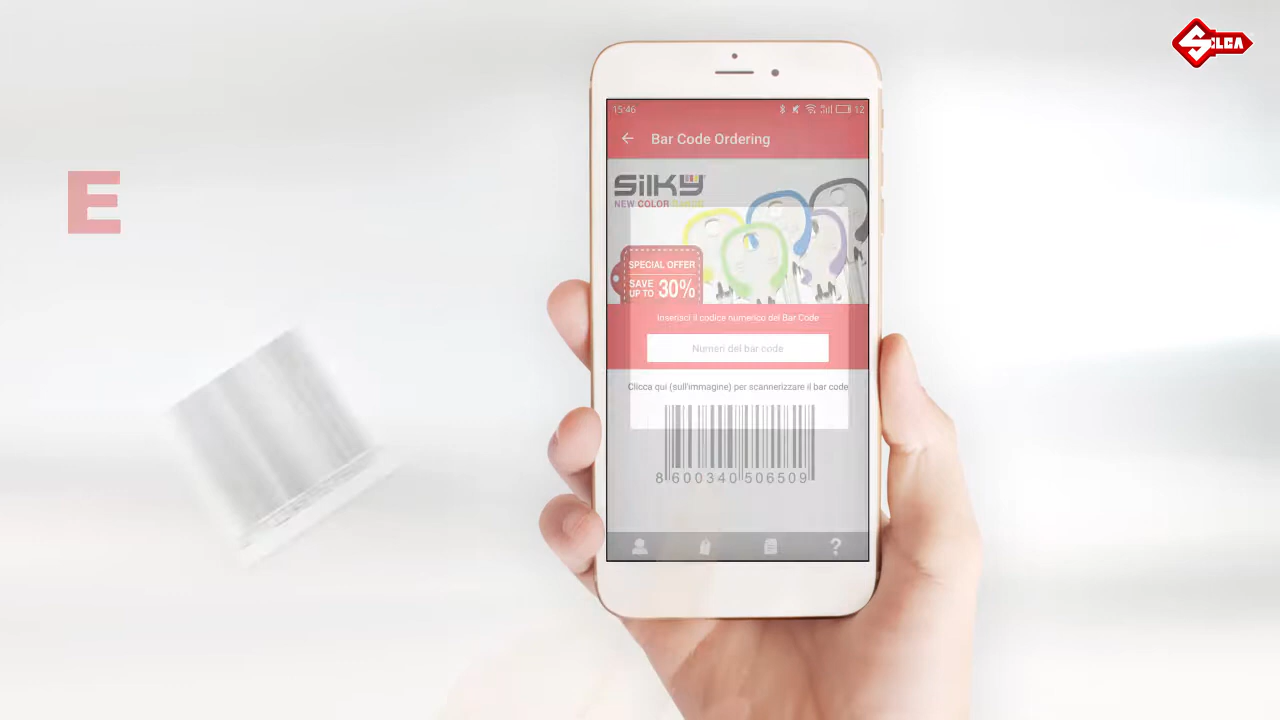 SILCA
E
15:46
12
Bar Code Ordering
SILKY
NEW COLOR
SPECIAL OFFER
SAVE
UP TO 30%
Inserisci il codice numerico del Bar Code
Numeri del bar code
Clicca qui (sull'immagine) per scannerizzare il bar code
8 600340 506509
?